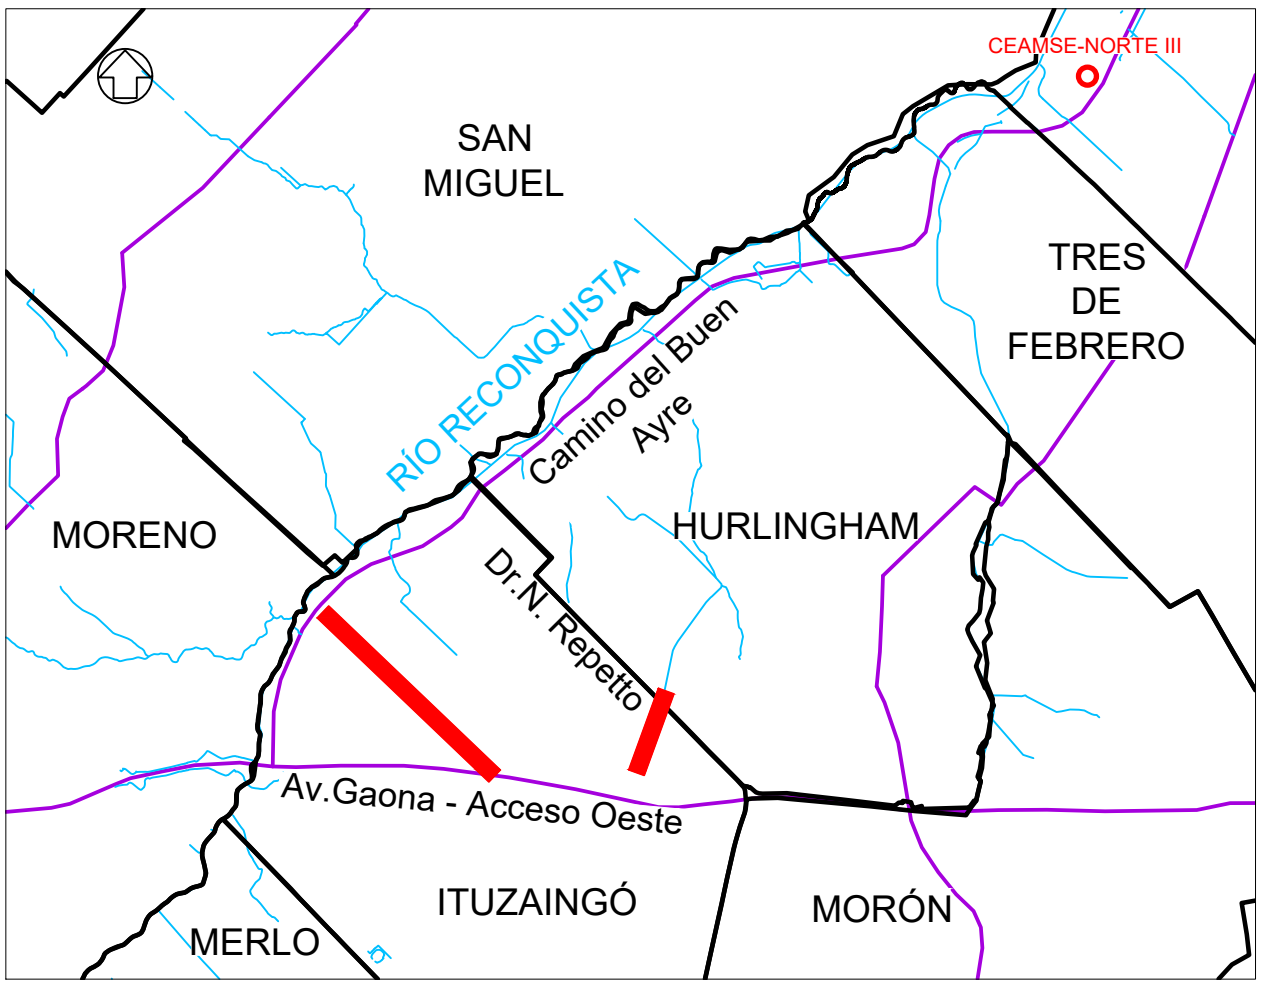 CEAMSE-NORTE III
SAN
MIGUEL
TRES
DE
FEBRERO
RÍO RECONQUISTA
Camino del Buen
Ayre
MORENO
HURLINGHAM
Dr.N. Repetto
Av.Gaona - Acceso Oeste
ITUZAINGÓ
MORÓN
MERLO